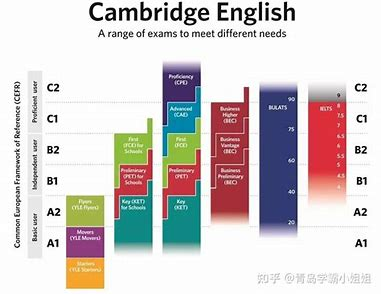 Cambridge English
A range of exams to meet different needs
Common European Framework of Reference (CEFR)
Proficient user
Independent user
Basic user
C2
C1
B2
B1
A2
A1
Flyers
(YLE Flyers)
Movers
(YLE Movers)
Starters
(YLE Starters)
First
(FCE) for
Schools
Preliminary
(PET) for
Schools
Key (KET)
for Schools
Proficiency
(CPE)
Advanced
(CAE)
First
(FCE)
Preliminary
(PET)
Key
(KET)
Business
Higher
(BEC)
Business
Vantage
(BEC)
Business
Preliminary
(BEC)
BULATS
90
75
60
40
20
IELTS
9
8
7.5
7
6.5
6
5.5
5
4.5
4
C2
C1
B2
B1
A2
A1
知乎 @青岛学霸小姐姐